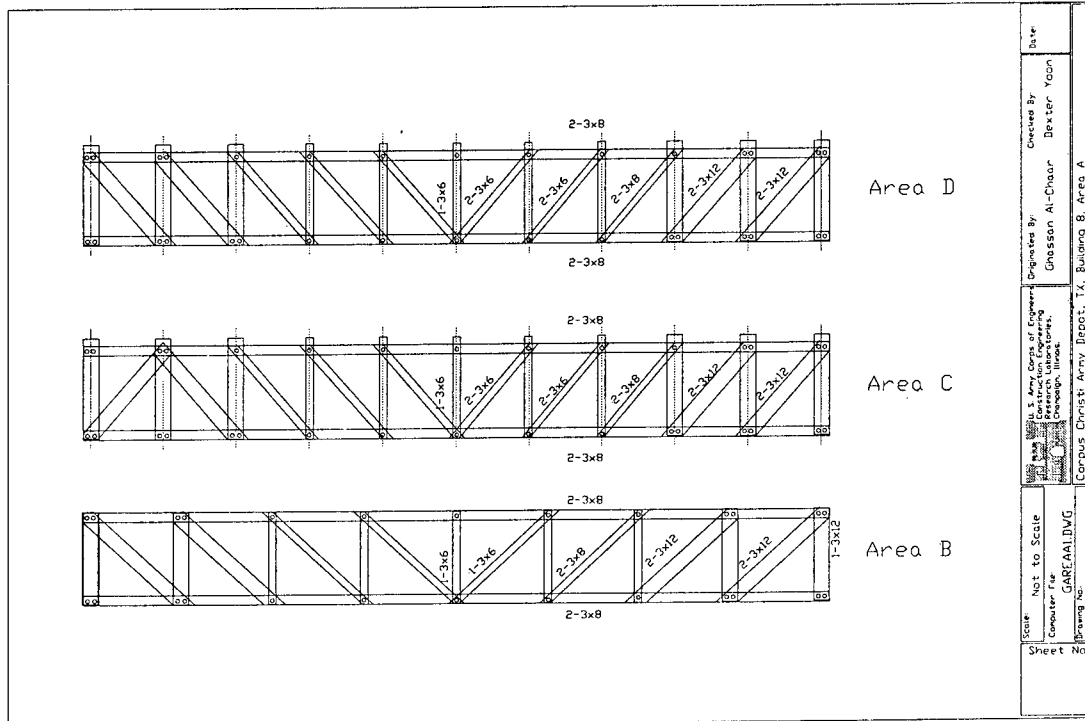 2-3x8
1-3x6
2-3x6
2-3x6
2-3x8
2-3x12
2-3x12
2-3x8
Area D
2-3x8
1-3x6
2-3x6
2-3x6
2-3x8
2-3x12
2-3x12
2-3x8
Area C
2-3x8
1-3x6
1-3x6
2-3x8
2-3x12
2-3x12
1-3x12
2-3x8
Area B
Date:
Checked By:
Dexter Yoon
Originated By:
Ghassan Al-Chaar
U. S. Army Corps of Engineers
Construction Engineering
Research Laboratories,
Champaign, Illinois.
Corpus Christi Army Depot, TX, Building 8, Area A
Scale:
Not to Scale
Computer File:
GAREAA1.DWG
Drawing No:
Sheet No